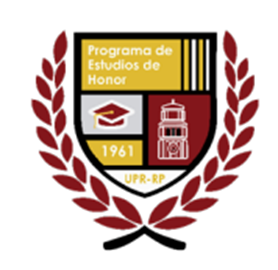 Programa de
Estudios de
Honor
1961
UPR-RP